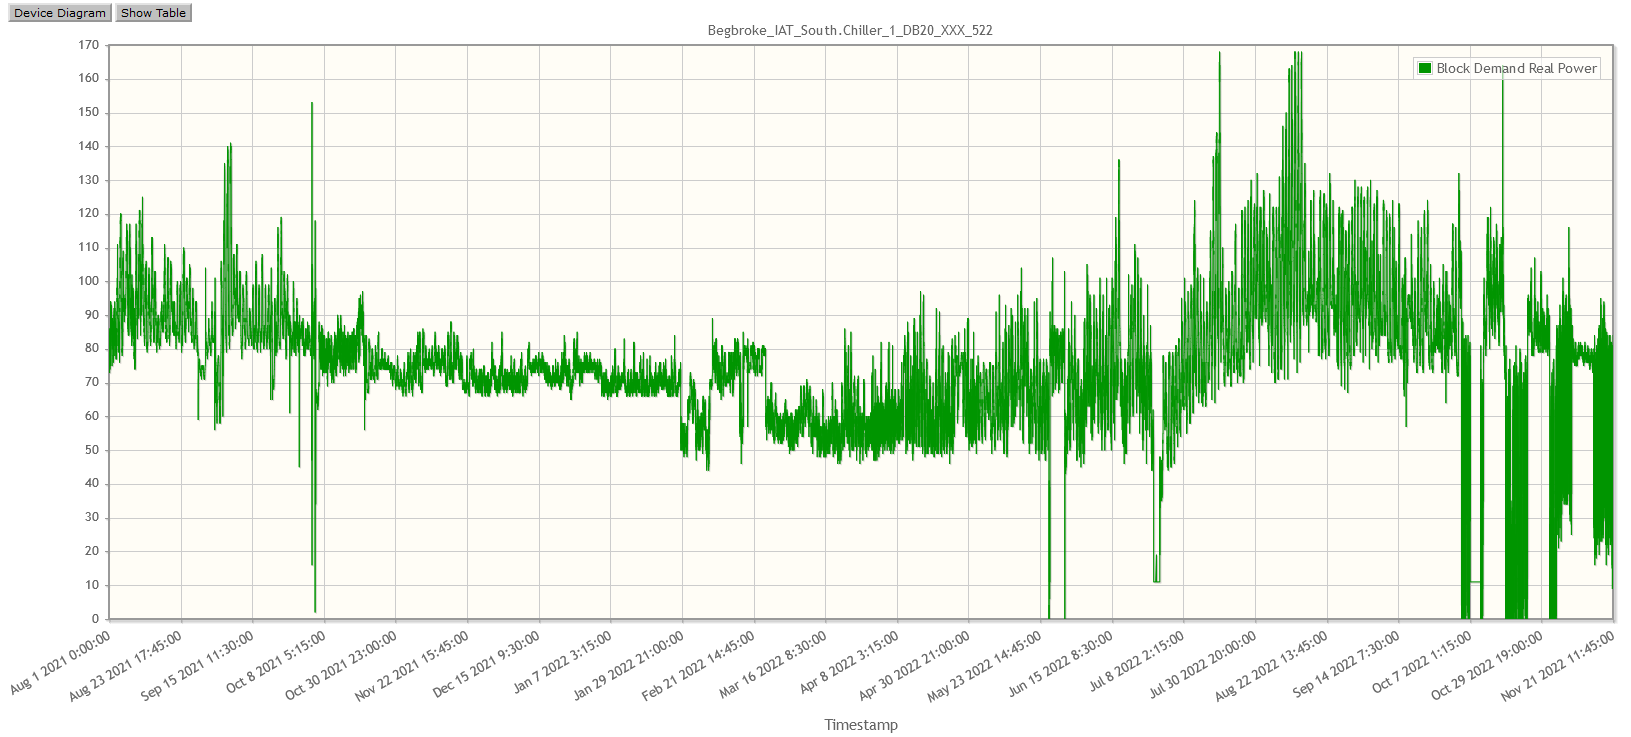 Device Diagram Show Table
Begbroke_IAT_South.Chiller_1_DB20_XXX_522
Block Demand Real Power
170
160
150
140
130
120
110
100
90
80
70
60
50
40
30
20
10
0
Aug 1 2021 0:00:00
Aug 23 2021 17:45:00
Sep 15 2021 11:30:00
Oct 8 2021 5:15:00
Oct 30 2021 23:00:00
Nov 22 2021 15:45:00
Dec 15 2021 9:30:00
Jan 7 2022 3:15:00
Jan 29 2022 21:00:00
Feb 21 2022 14:45:00
Mar 16 2022 8:30:00
Apr 8 2022 3:15:00
Apr 30 2022 21:00:00
May 23 2022 14:45:00
Jun 15 2022 8:30:00
Jul 8 2022 2:15:00
Jul 30 2022 20:00:00
Aug 22 2022 13:45:00
Sep 14 2022 7:30:00
Oct 7 2022 1:15:00
Oct 29 2022 19:00:00
Nov 21 2022 11:45:00
Timestamp